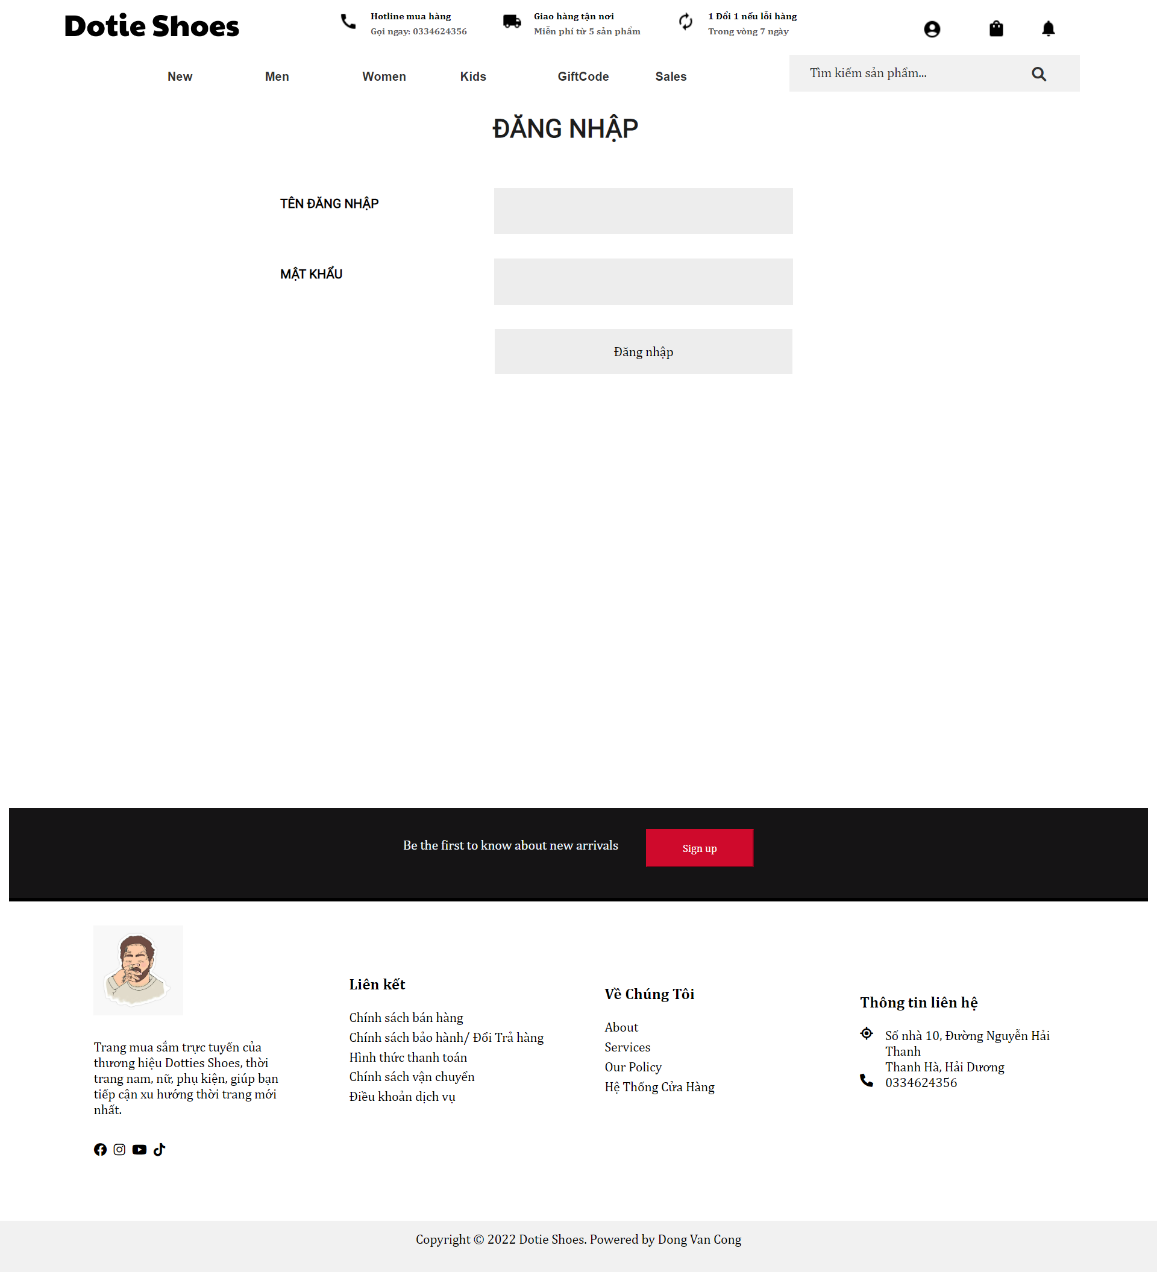 Dotie Shoes
Hotline mua hàng
Gọi ngay: 0334624356
Giao hàng tận nơi
Miễn phí từ 5 sản phẩm
1 Đổi 1 nếu lỗi hàng
Trong vòng 7 ngày
New
Men
Women
Kids
GiftCode
Sales
Tìm kiếm sản phẩm...
ĐĂNG NHẬP
TÊN ĐĂNG NHẬP
MẬT KHẨU
Đăng nhập
Be the first to know about new arrivals
Sign up
Trang mua sắm trực tuyến của
thương hiệu Dotties Shoes, thời
trang nam, nữ, phụ kiện, giúp bạn
tiếp cận xu hướng thời trang mới
nhất.
Liên kết
Chính sách bán hàng
Chính sách bảo hành/ Đổi Trả hàng
Hình thức thanh toán
Chính sách vận chuyển
Điều khoản dịch vụ
Về Chúng Tôi
About
Services
Our Policy
Hệ Thống Cửa Hàng
Thông tin liên hệ
Số nhà 10, Đường Nguyễn Hải
Thanh
Thanh Hà, Hải Dương
0334624356
Copyright © 2022 Dotie Shoes. Powered by Dong Van Cong